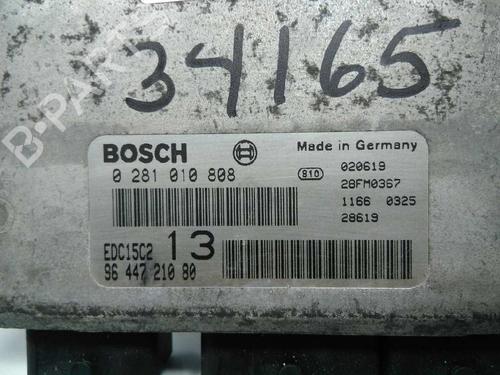 34165
B-PARTS
BOSCH
Made in Germany
0 281 010 808
810
020619
28FM0367
1166 0325
28619
EDC15C2
13
96 447 210 80